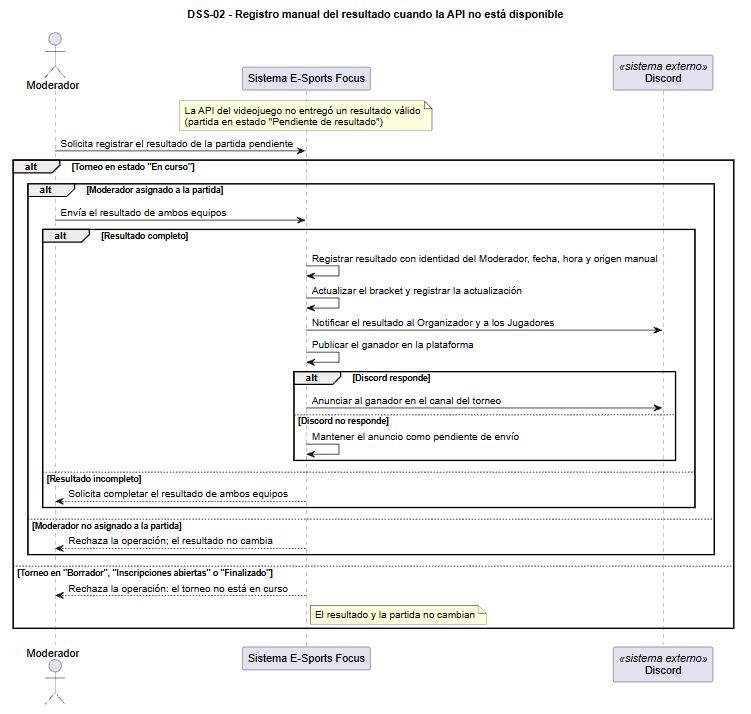 DSS-02 - Registro manual del resultado cuando la API no está disponible
Moderador
Sistema E-Sports Focus
«sistema externo»
Discord
La API del videojuego no entregó un resultado válido
(partida en estado "Pendiente de resultado")
Solicita registrar el resultado de la partida pendiente
alt [Torneo en estado "En curso"]
alt [Moderador asignado a la partida]
Envía el resultado de ambos equipos
alt [Resultado completo]
Registrar resultado con identidad del Moderador, fecha, hora y origen manual
Actualizar el bracket y registrar la actualización
Notificar el resultado al Organizador y a los Jugadores
Publicar el ganador en la plataforma
alt [Discord responde]
Anunciar al ganador en el canal del torneo
[Discord no responde]
Mantener el anuncio como pendiente de envío
[Resultado incompleto]
Solicita completar el resultado de ambos equipos
[Moderador no asignado a la partida]
Rechaza la operación; el resultado no cambia
[Torneo en "Borrador", "Inscripciones abiertas" o "Finalizado"]
Rechaza la operación: el torneo no está en curso
El resultado y la partida no cambian
Moderador
Sistema E-Sports Focus
«sistema externo»
Discord